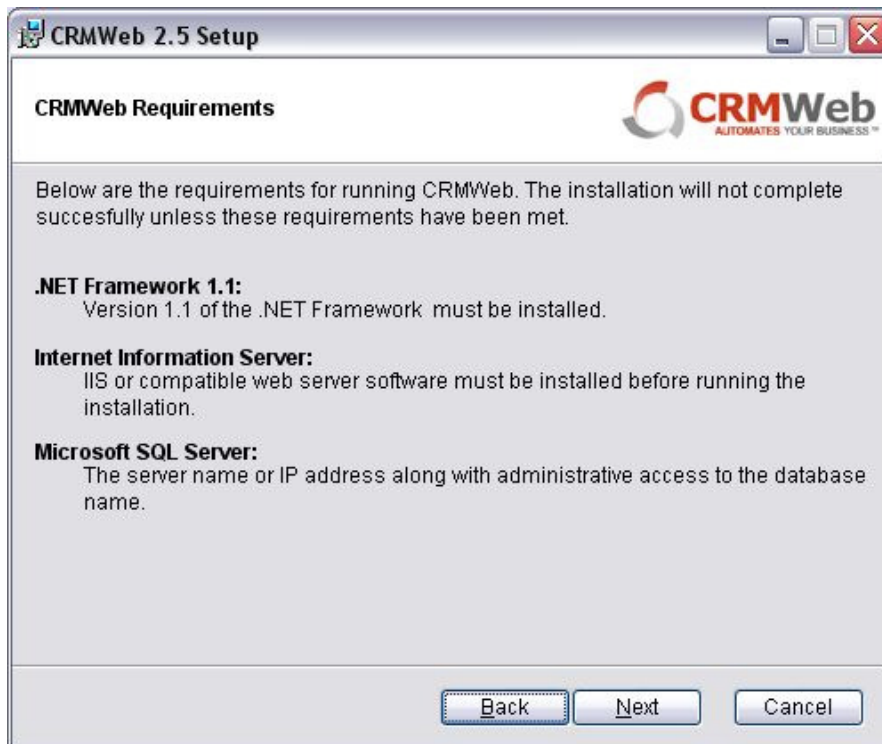 CRMWeb 2.5 Setup
CRMWeb Requirements
CRMWeb
AUTOMATES YOUR BUSINESS™
Below are the requirements for running CRMWeb. The installation will not complete
succesfully unless these requirements have been met.
.NET Framework 1.1:
Version 1.1 of the .NET Framework must be installed.
Internet Information Server:
IIS or compatible web server software must be installed before running the
installation.
Microsoft SQL Server:
The server name or IP address along with administrative access to the database
name.
Back
Next
Cancel